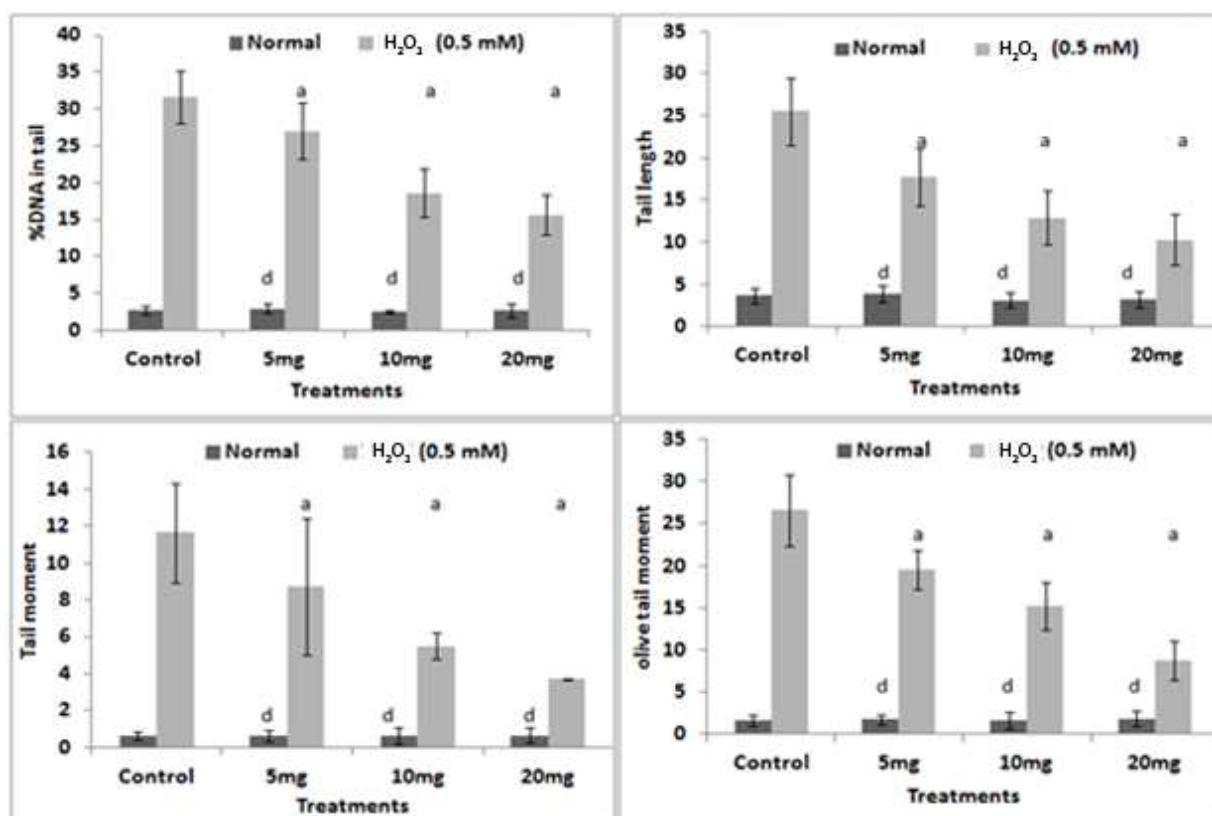 40
35
30
25
20
15
10
5
0
%DNA in tail
Normal H₂O₂ (0.5 mM)
a a a
d d d
Control 5mg 10mg 20mg
Treatments
35
30
25
20
15
10
5
0
Tail length
Normal H₂O₂ (0.5 mM)
a a a
d d d
Control 5mg 10mg 20mg
Treatments
16
14
12
10
8
6
4
2
0
Tail moment
Normal H₂O₂ (0.5 mM)
a a a
d d d
Control 5mg 10mg 20mg
Treatments
35
30
25
20
15
10
5
0
olive tail moment
Normal H₂O₂ (0.5 mM)
a a a
d d d
Control 5mg 10mg 20mg
Treatments